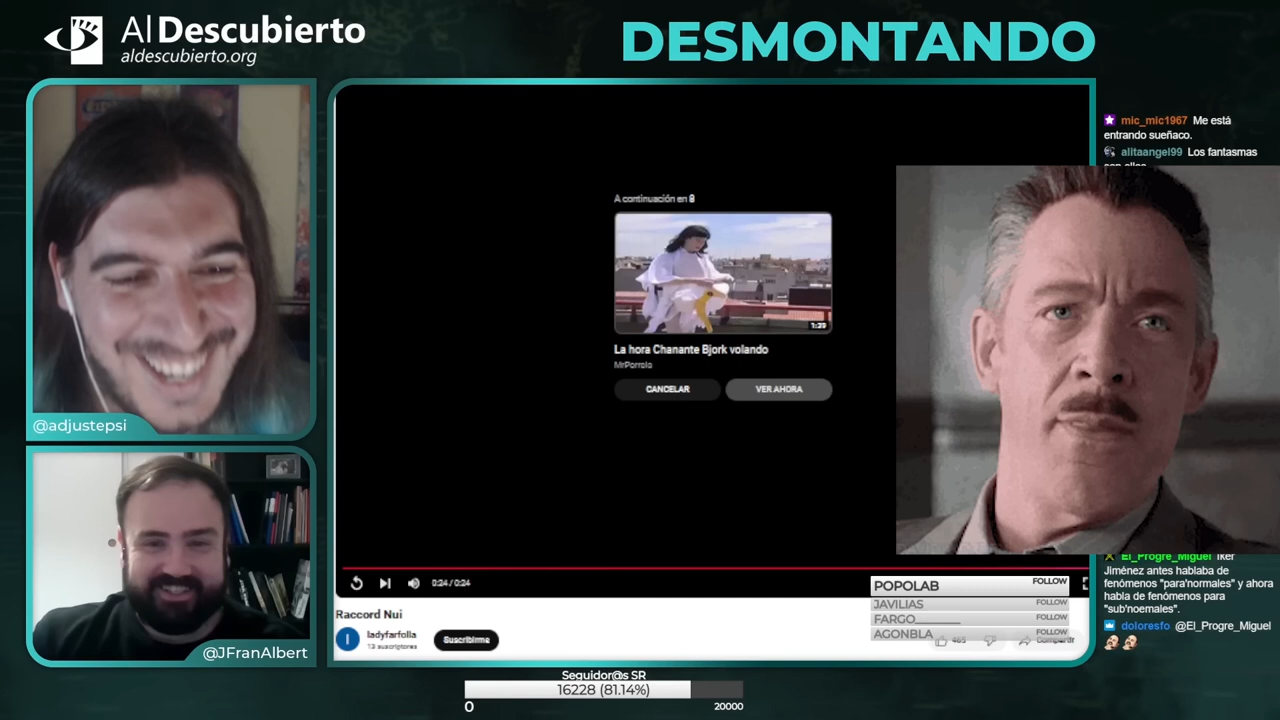 Al Descubierto
aldescubierto.org
DESMONTANDO
mic_mic1967 Me está
entrando sueñaco.
alitaangel99 Los fantasmas
A continuación en 8
1:39
La hora Chanante Bjork volando
MrPorrolo
CANCELAR
VER AHORA
@adjustepsi
@JFranAlbert
0:24 / 0:24
Raccord Nui
ladyfarfolla
13 suscriptores
Suscribirme
465
Compartir
POPOLAB FOLLOW
JAVILIAS FOLLOW
FARGO_______ FOLLOW
AGONBLA FOLLOW
El_Progre_Miguel Iker
Jiménez antes hablaba de
fenómenos "para'normales" y ahora
habla de fenómenos para
"sub'noemales".
doloresfo @El_Progre_Miguel
Seguidor@s SR
16228 (81.14%)
0
20000